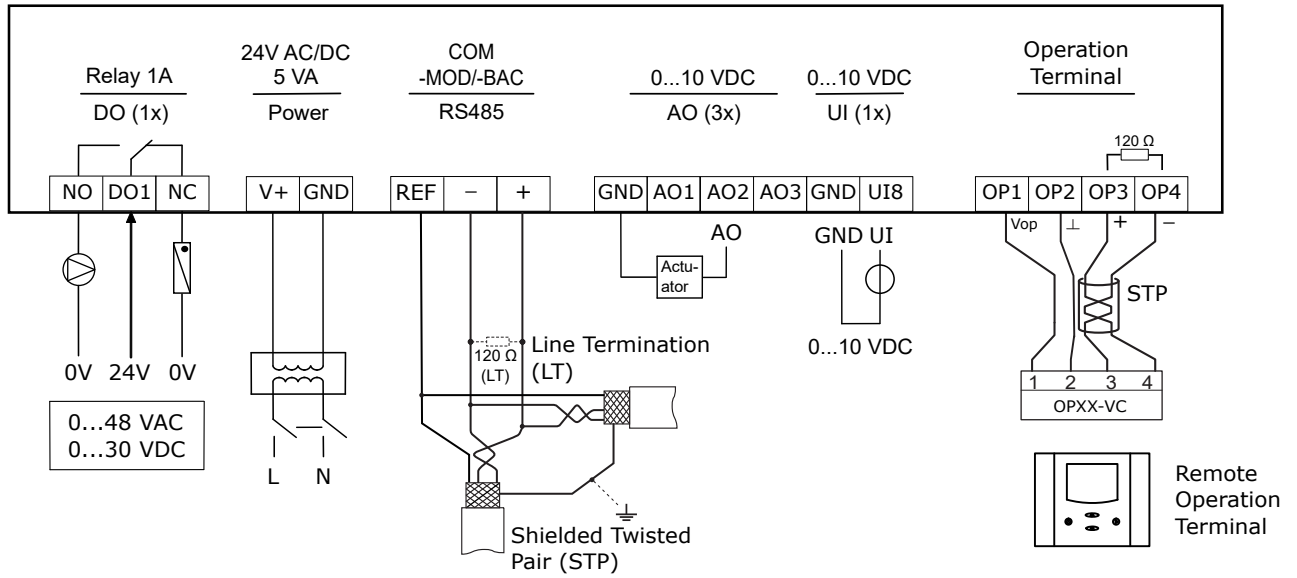 24V AC/DC
COM
Operation
Relay 1A
5 VA
-MOD/-BAC
0...10 VDC
0...10 VDC
Terminal
DO (1x)
Power
RS485
AO (3x)
UI (1x)
120 Ω
NO DO1 NC
V+ GND
REF − +
GND AO1 AO2 AO3 GND UI8
OP1 OP2 OP3 OP4
Vop ⊥ + −
AO
GND UI
Actu-
ator
STP
0V 24V 0V
120 Ω
(LT)
Line Termination
(LT)
0...10 VDC
1 2 3 4
OPXX-VC
0...48 VAC
0...30 VDC
L N
Shielded Twisted
Pair (STP)
Remote
Operation
Terminal